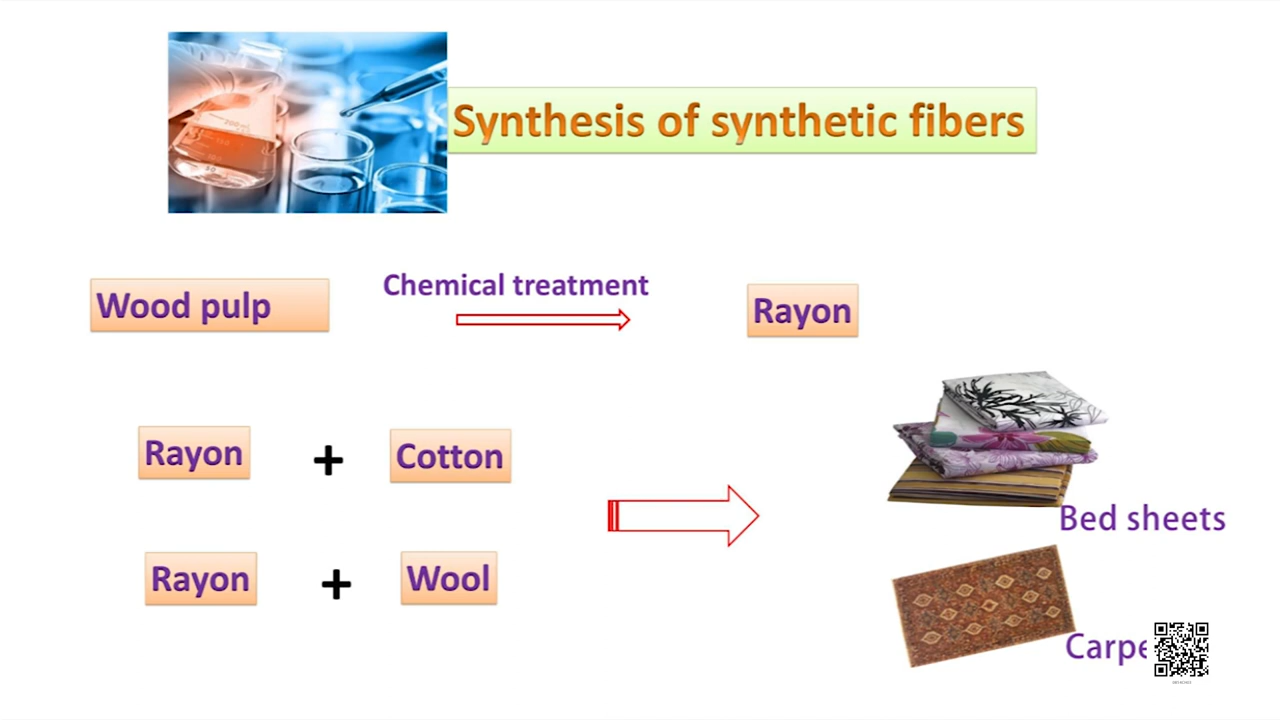 Synthesis of synthetic fibers
Wood pulp
Chemical treatment
Rayon
Rayon + Cotton
Bed sheets
Rayon + Wool